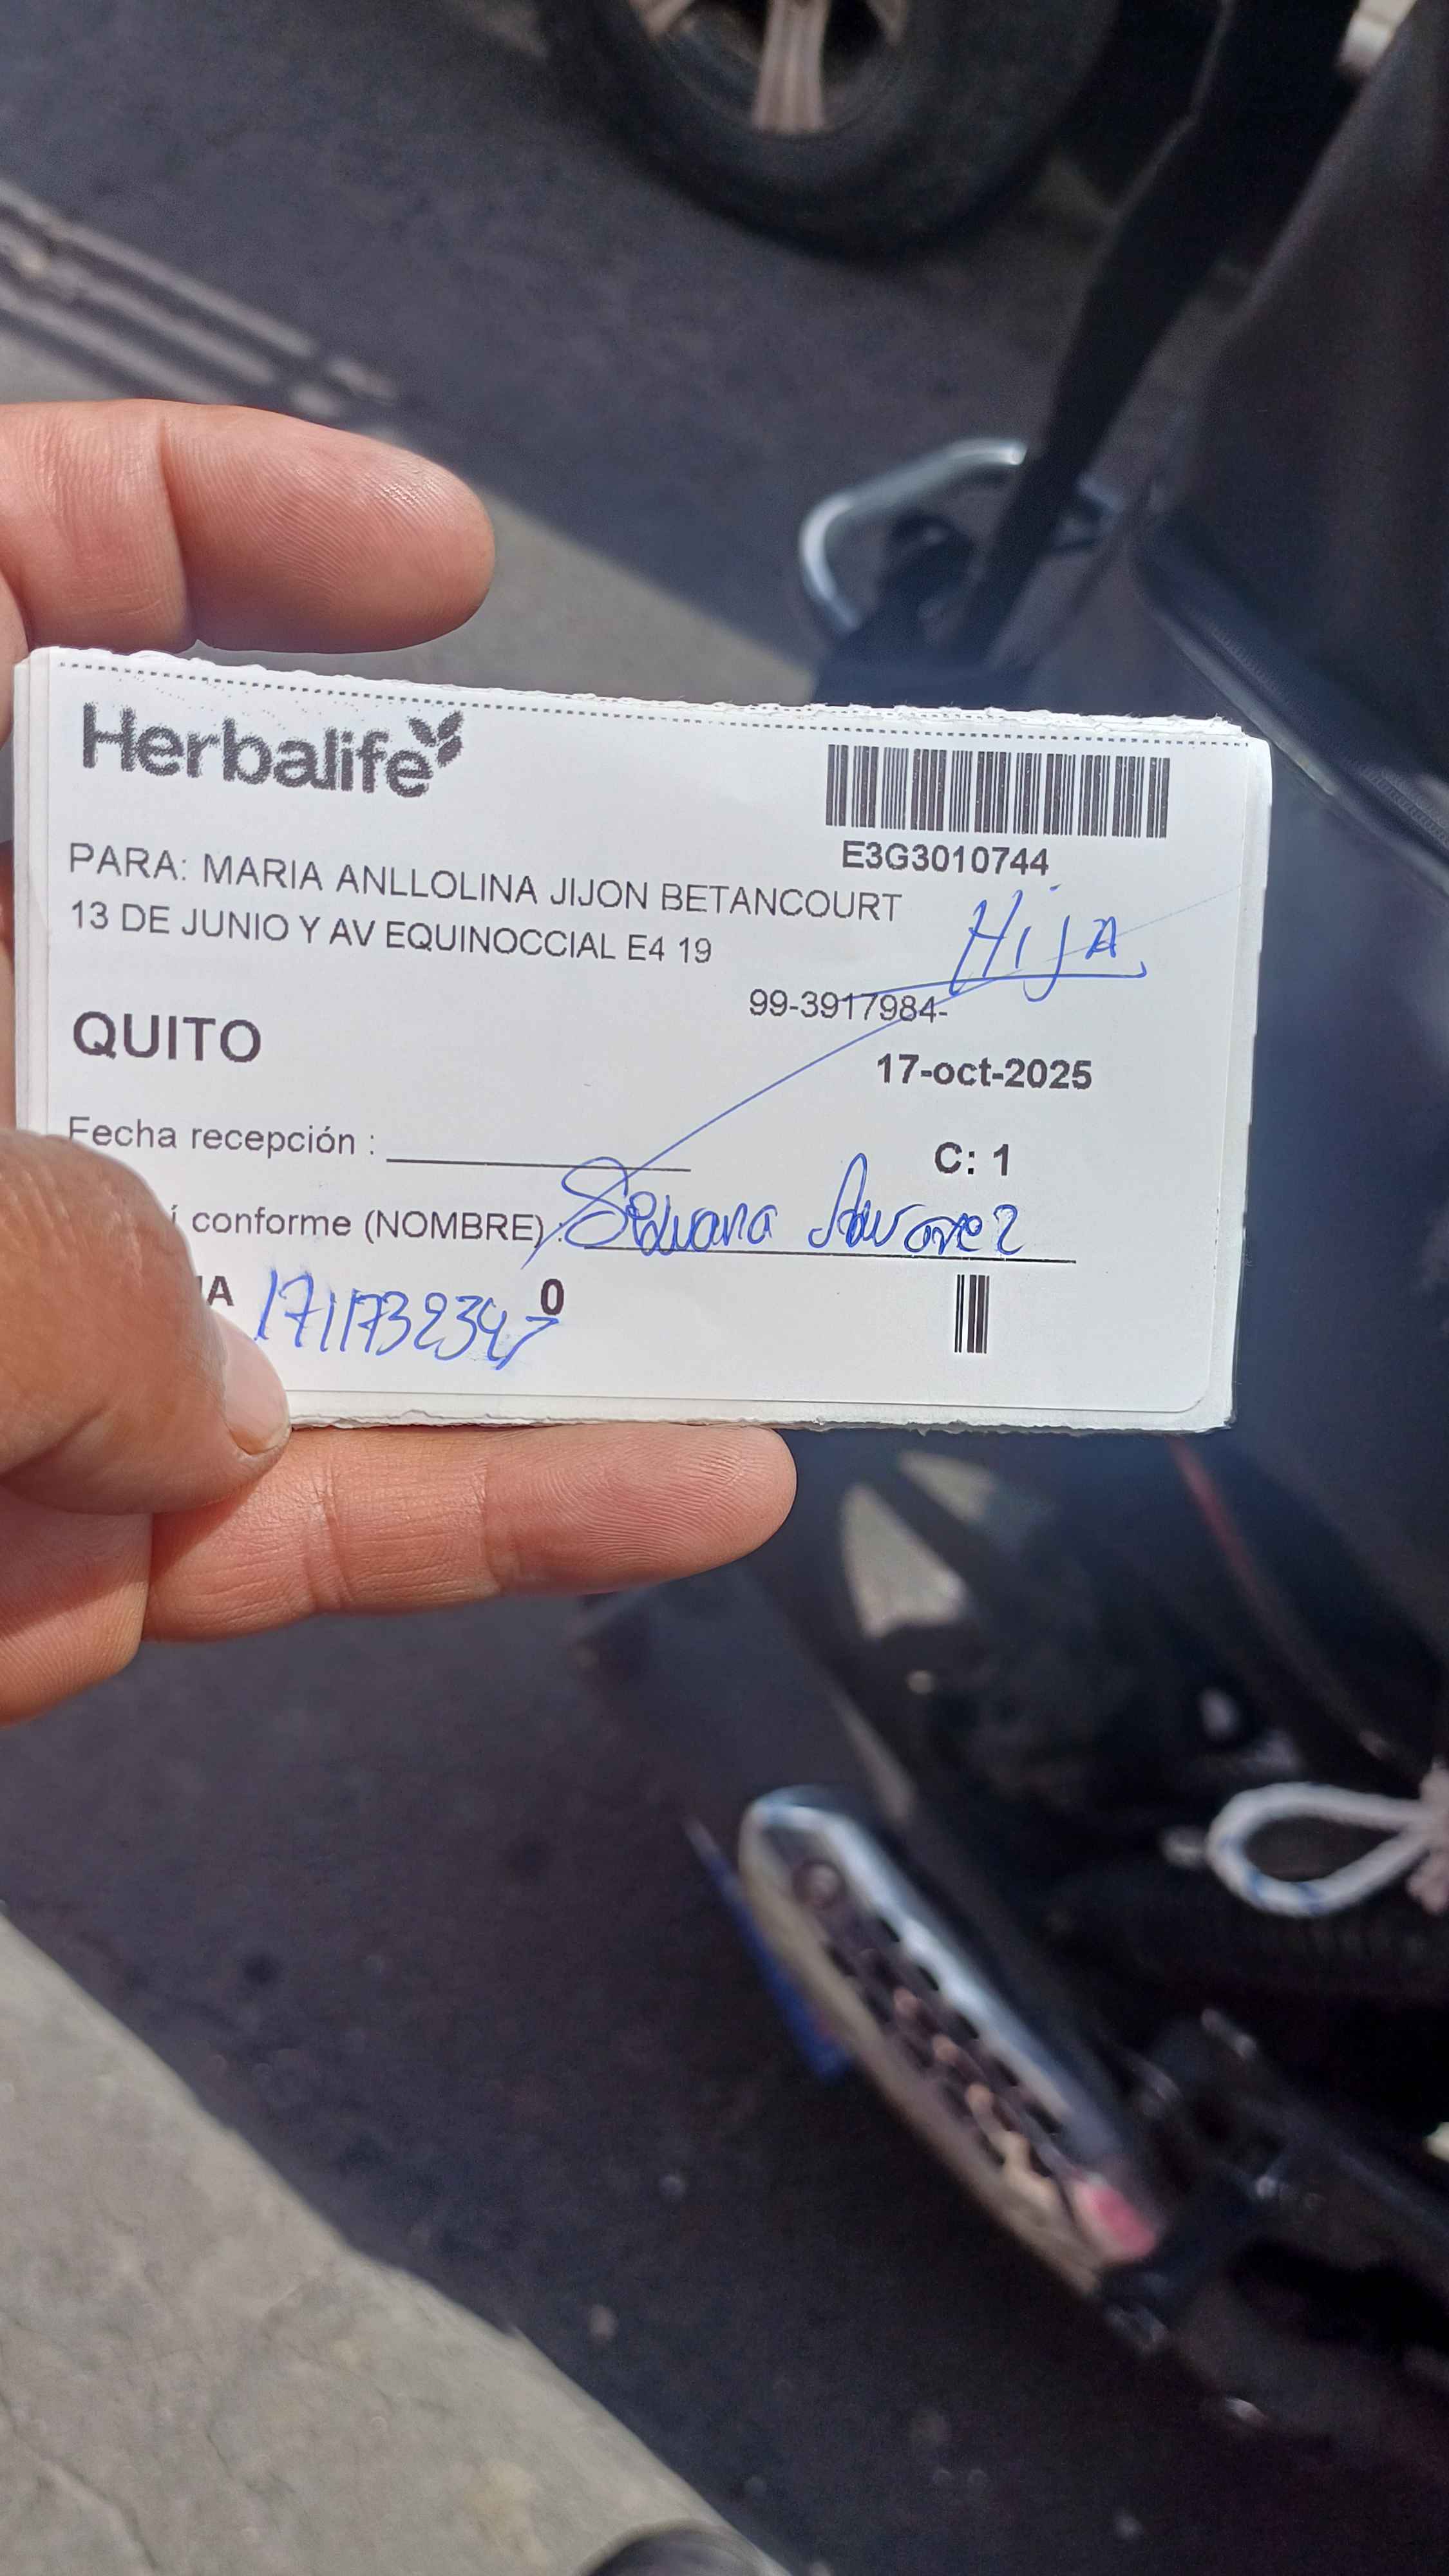 Herbalife
E3G3010744
PARA: MARIA ANLLOLINA JIJON BETANCOURT
Hija
13 DE JUNIO Y AV EQUINOCCIAL E4 19
99-3917984-
QUITO
17-oct-2025
Fecha recepción :
C: 1
conforme (NOMBRE) :
0